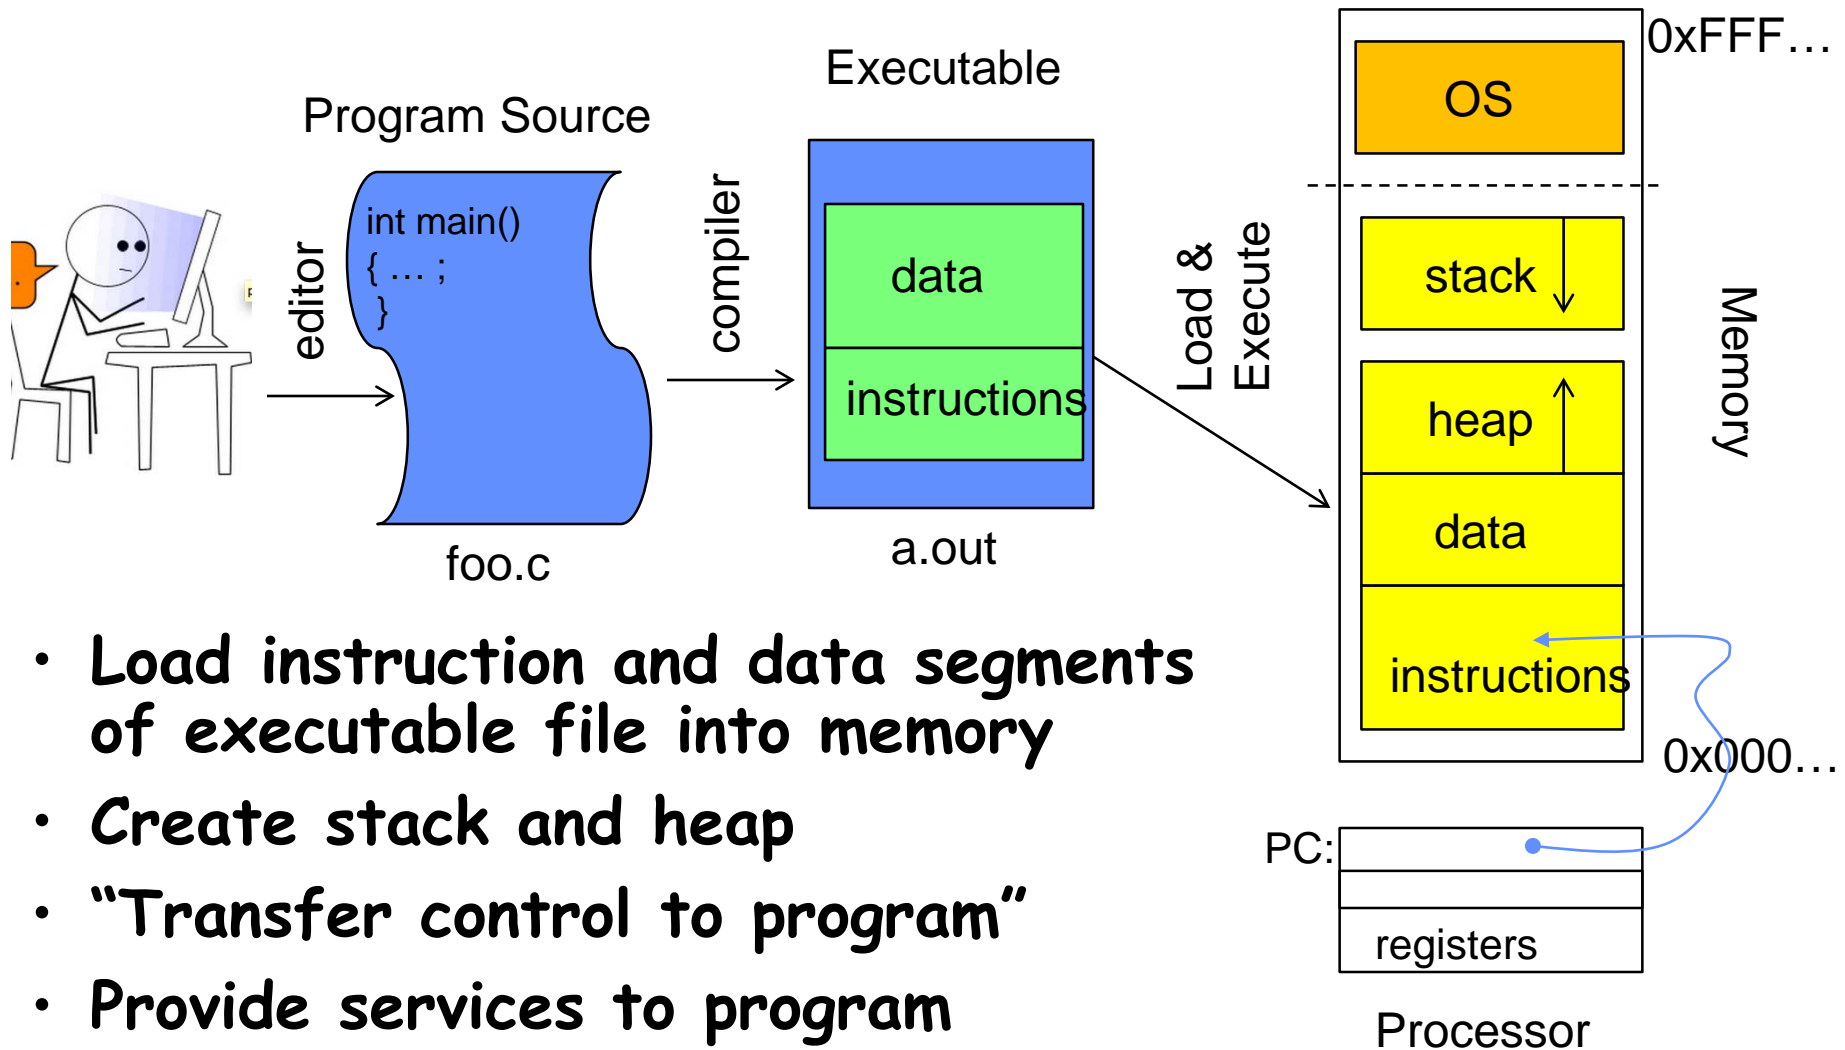 Program Source
Executable
0xFFF...
OS
editor
int main()
{ … ;
}
compiler
data
instructions
Load &
Execute
stack
heap
data
instructions
Memory
foo.c
a.out
0x000...
• Load instruction and data segments
of executable file into memory
• Create stack and heap
• “Transfer control to program”
• Provide services to program
PC:
registers
Processor